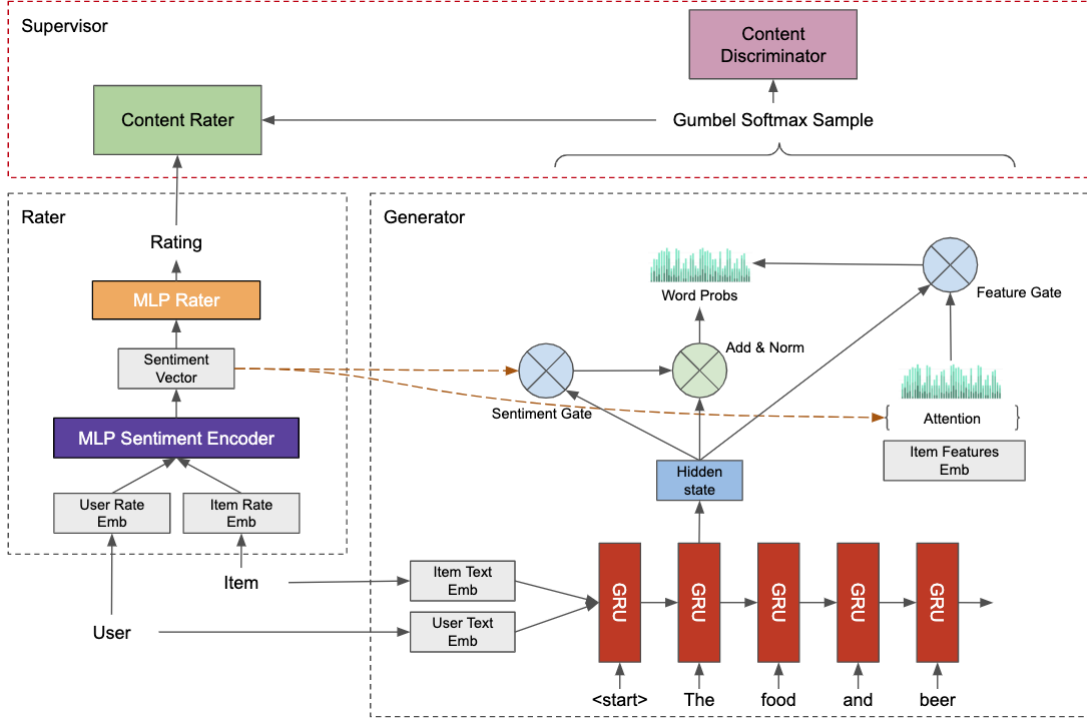 Supervisor
Content
Discriminator
Content Rater
Gumbel Softmax Sample
Rater
Rating
MLP Rater
Sentiment
Vector
MLP Sentiment Encoder
User Rate
Emb
Item Rate
Emb
Item
User
Generator
Word Probs
Feature Gate
Add & Norm
Sentiment Gate
{ Attention }
Item Features
Emb
Hidden
state
Item Text
Emb
User Text
Emb
GRU
GRU
GRU
GRU
GRU
<start>
The
food
and
beer